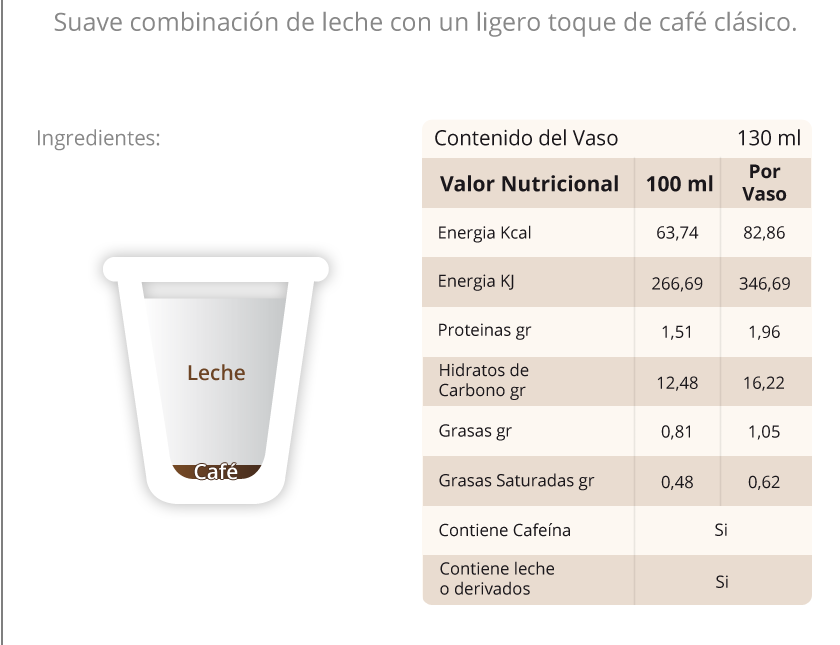 Suave combinación de leche con un ligero toque de café clásico.
Ingredientes:
Leche
Café
Contenido del Vaso 130 ml
Valor Nutricional 100 ml Por Vaso
Energia Kcal 63,74 82,86
Energia KJ 266,69 346,69
Proteinas gr 1,51 1,96
Hidratos de
Carbono gr 12,48 16,22
Grasas gr 0,81 1,05
Grasas Saturadas gr 0,48 0,62
Contiene Cafeína Si
Contiene leche
o derivados Si